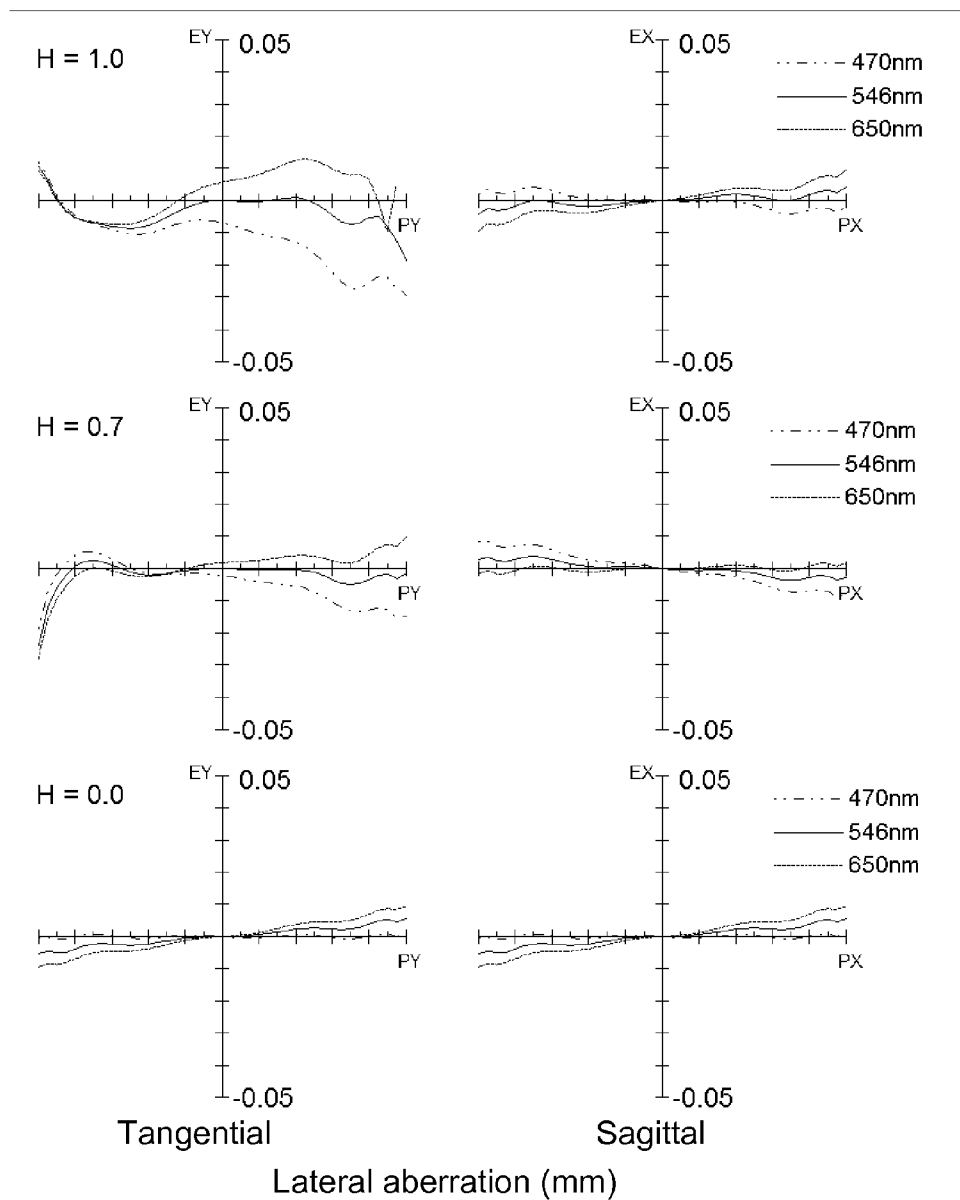 H = 1.0
EY 0.05
PY
-0.05
EX 0.05
PX
-0.05
470nm
546nm
650nm
H = 0.7
EY 0.05
PY
-0.05
EX 0.05
PX
-0.05
470nm
546nm
650nm
H = 0.0
EY 0.05
PY
-0.05
EX 0.05
PX
-0.05
470nm
546nm
650nm
Tangential
Sagittal
Lateral aberration (mm)